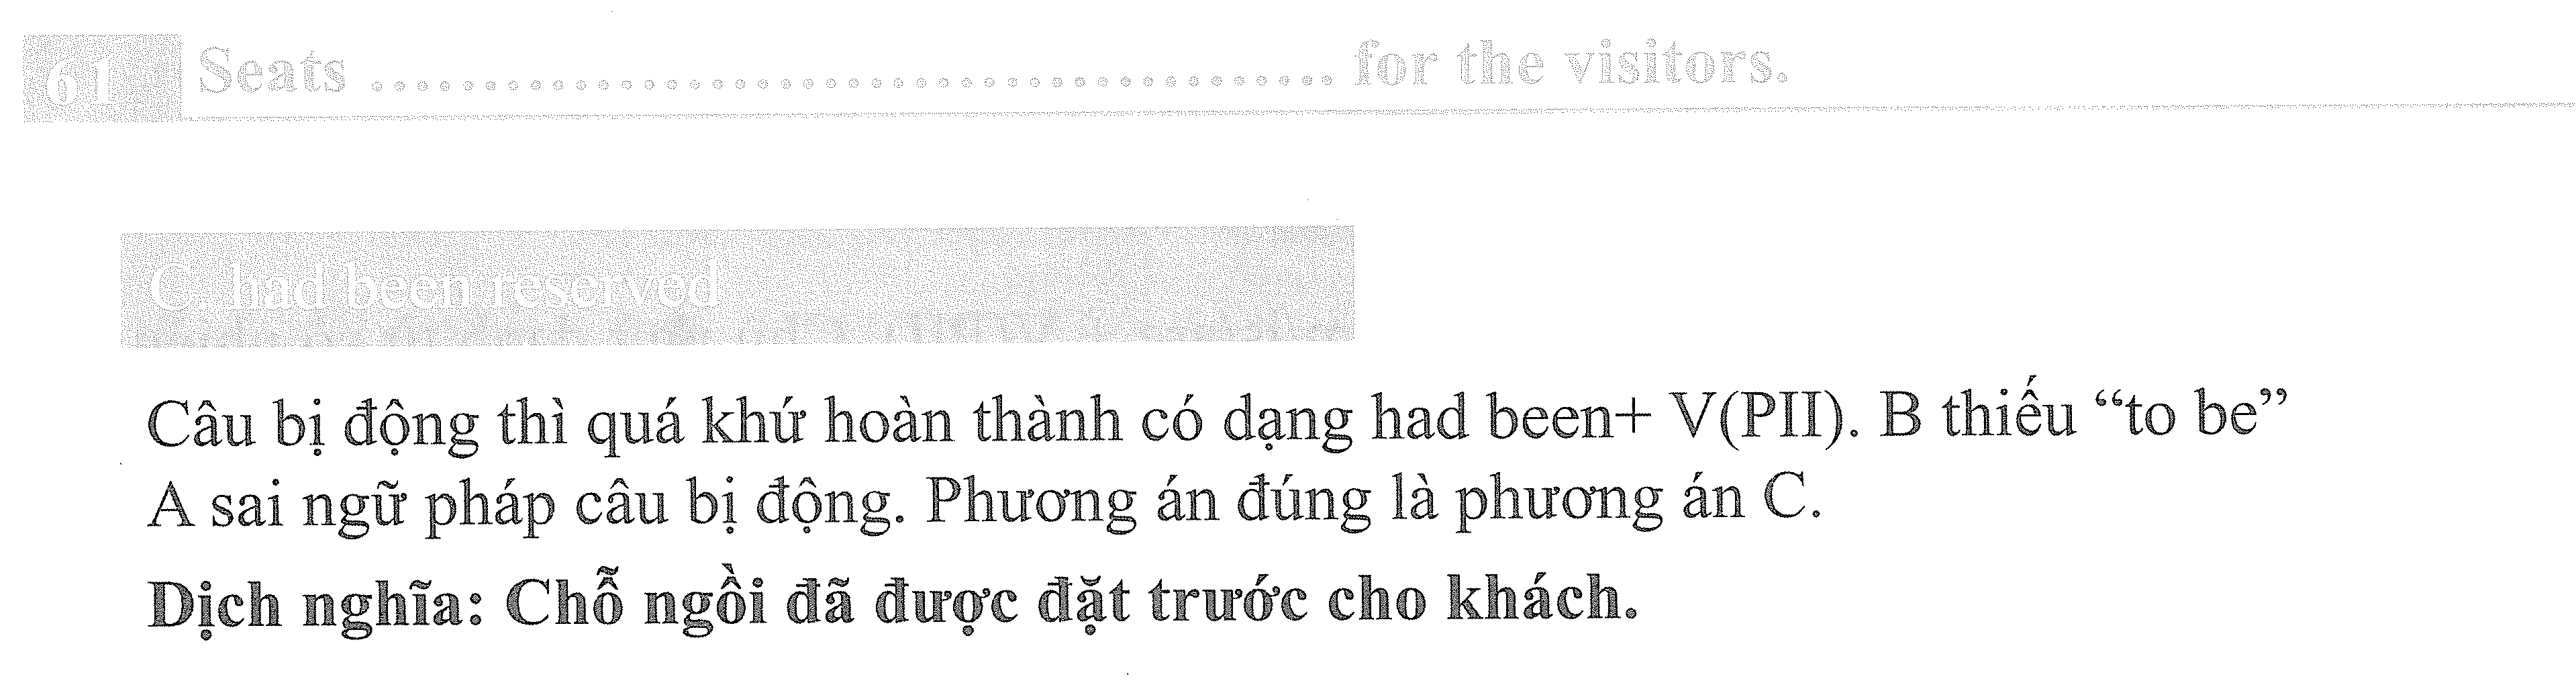 61 Seats .......................................... for the visitors.
C. had been reserved
Câu bị động thì quá khứ hoàn thành có dạng had been+ V(PII). B thiếu “to be”
A sai ngữ pháp câu bị động. Phương án đúng là phương án C.
Dịch nghĩa: Chỗ ngồi đã được đặt trước cho khách.